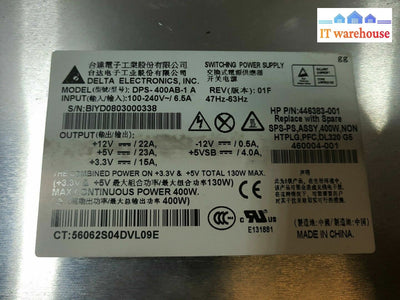 IT warehouse
gg
台達電子工業股份有限公司
台达电子工业股份有限公司
DELTA ELECTRONICS, INC.
MODEL(型號/型号): DPS-400AB-1 A
INPUT(輸入/输入): 100-240V~/ 6.5A
S/N: BIYD0803000338
SWITCHING POWER SUPPLY
交換式電源供應器
开关电源
REV(版本): 01F
47Hz-63Hz
OUTPUT(输出/輸出):
+12V ⎓ / 22A,
+5V ⎓ / 23A,
+3.3V ⎓ / 15A
-12V ⎓ / 0.5A,
+5VSB ⎓ / 4.0A,
HP P/N:446383-001
Replace with Spare
SPS-PS,ASSY,400W,NON
HTPLG,PFC,DL320 G5
460004-001
THE COMBINED POWER ON +3.3V & +5V TOTAL 130W MAX.
MAX CONTINUOUS POWER 400W.
CCC
E131881
MADE IN CHINA
CT:56062S04DVL09E